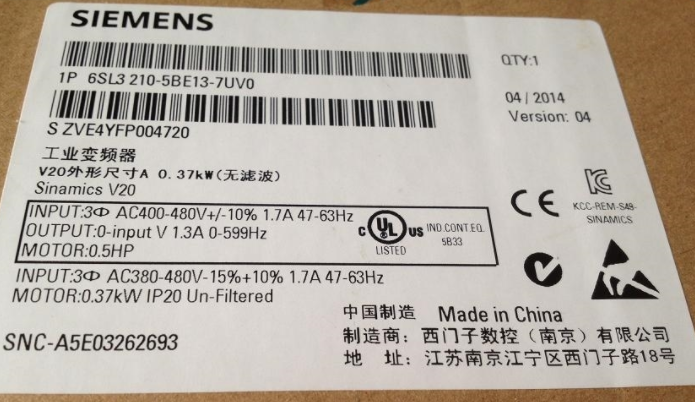 SIEMENS
1P 6SL3 210-5BE13-7UV0
QTY:1
S ZVE4YFP004720
04 / 2014
Version: 04
工业变频器
V20外形尺寸A 0.37kW(无滤波)
Sinamics V20
INPUT:3Φ AC400-480V+/-10% 1.7A 47-63Hz
OUTPUT:0-input V 1.3A 0-599Hz
MOTOR:0.5HP
C UL US LISTED
IND.CONT.EQ.
5B33
CE
KCC-REM-S49-
SINAMICS
INPUT:3Φ AC380-480V-15%+10% 1.7A 47-63Hz
MOTOR:0.37kW IP20 Un-Filtered
SNC-A5E03262693
中国制造 Made in China
制造商：西门子数控（南京）有限公司
地 址：江苏南京江宁区西门子路18号